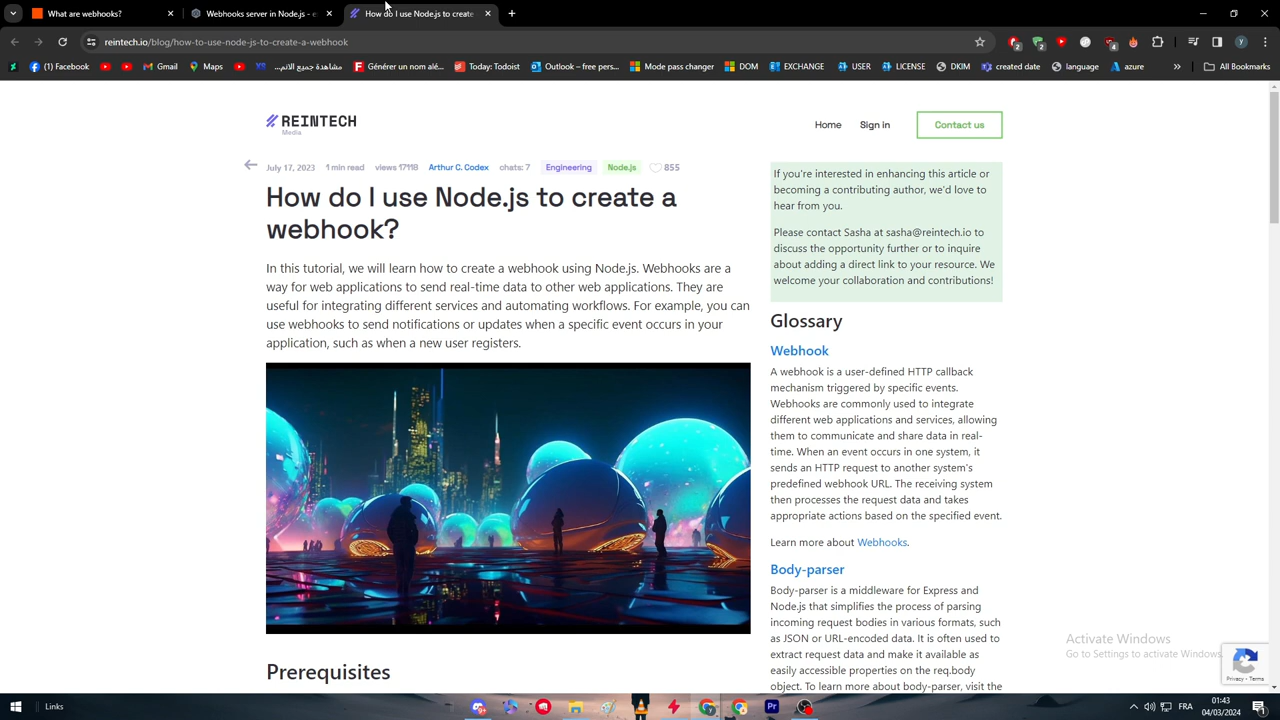 What are webhooks?
Webhooks server in Node.js - e
How do I use Node.js to create
reintech.io/blog/how-to-use-node-js-to-create-a-webhook
(1) Facebook
Gmail
Maps
مشاهدة جميع الانم...
Générer un nom alé...
Today: Todoist
Outlook – free pers...
Mode pass changer
DOM
EXCHANGE
USER
LICENSE
DKIM
created date
language
All Bookmarks
REINTECH
Media
Home
Sign in
Contact us
July 17, 2023 1 min read views 17118 Arthur C. Codex chats: 7 Engineering Node.js 855
How do I use Node.js to create a
webhook?
In this tutorial, we will learn how to create a webhook using Node.js. Webhooks are a
way for web applications to send real-time data to other web applications. They are
useful for integrating different services and automating workflows. For example, you can
use webhooks to send notifications or updates when a specific event occurs in your
application, such as when a new user registers.
Prerequisites
If you're interested in enhancing this article or
becoming a contributing author, we'd love to
hear from you.
Please contact Sasha at sasha@reintech.io to
discuss the opportunity further or to inquire
about adding a direct link to your resource. We
welcome your collaboration and contributions!
Glossary
Webhook
A webhook is a user-defined HTTP callback
mechanism triggered by specific events.
Webhooks are commonly used to integrate
different web applications and services, allowing
them to communicate and share data in real-
time. When an event occurs in one system, it
sends an HTTP request to another system's
predefined webhook URL. The receiving system
then processes the request data and takes
appropriate actions based on the specified event.
Learn more about Webhooks.
Body-parser
Body-parser is a middleware for Express and
Node.js that simplifies the process of parsing
incoming request bodies in various formats, such
as JSON or URL-encoded data. It is often used to
extract request data and make it available as
easily accessible properties on the req.body
object. To learn more about body-parser, visit the
Activate Windows
Go to Settings to activate Windows.
Privacy - Terms
Links
FRA
01:43
04/03/2024